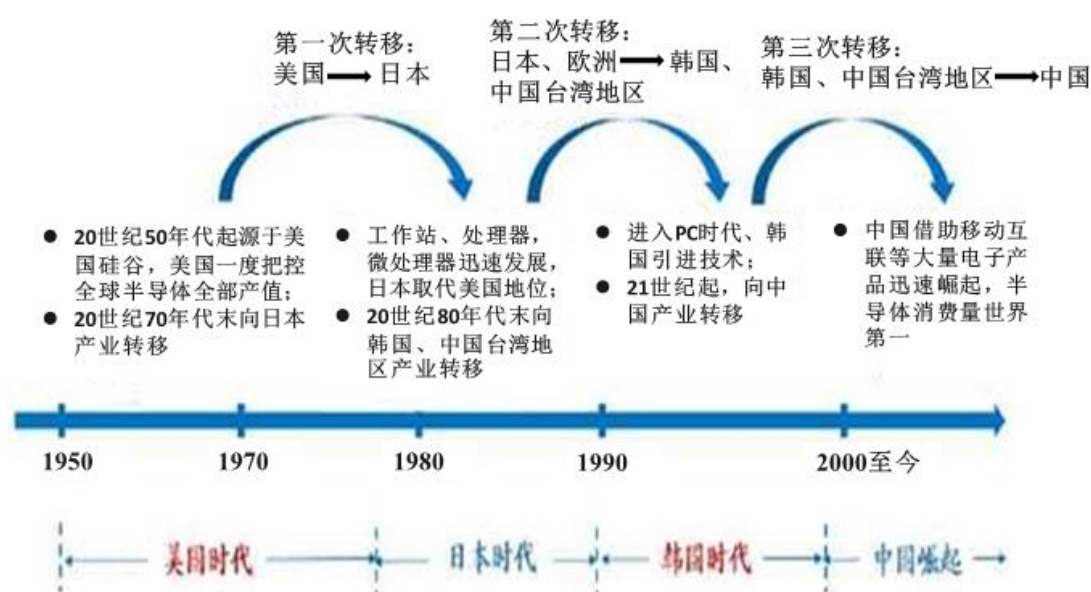 第一次转移：
美国→日本
第二次转移：
日本、欧洲→韩国、
中国台湾地区
第三次转移：
韩国、中国台湾地区→中国
● 20世纪50年代起源于美
国硅谷，美国一度把控
全球半导体全部产值；
● 20世纪70年代末向日本
产业转移
● 工作站、处理器，
微处理器迅速发展，
日本取代美国地位；
● 20世纪80年代末向
韩国、中国台湾地
区产业转移
● 进入PC时代、韩
国引进技术；
● 21世纪起，向中
国产业转移
● 中国借助移动互
联等大量电子产
品迅速崛起，半
导体消费量世界
第一
1950
1970
1980
1990
2000至今
美国时代
日本时代
韩国时代
中国崛起